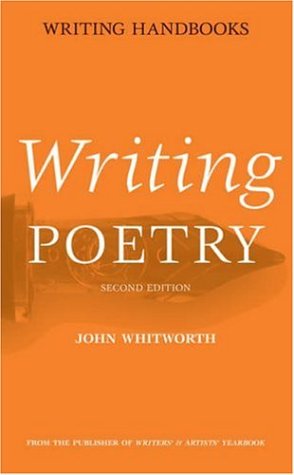 WRITING HANDBOOKS
Writing
POETRY
SECOND EDITION
JOHN WHITWORTH
FROM THE PUBLISHER OF WRITERS' & ARTISTS' YEARBOOK